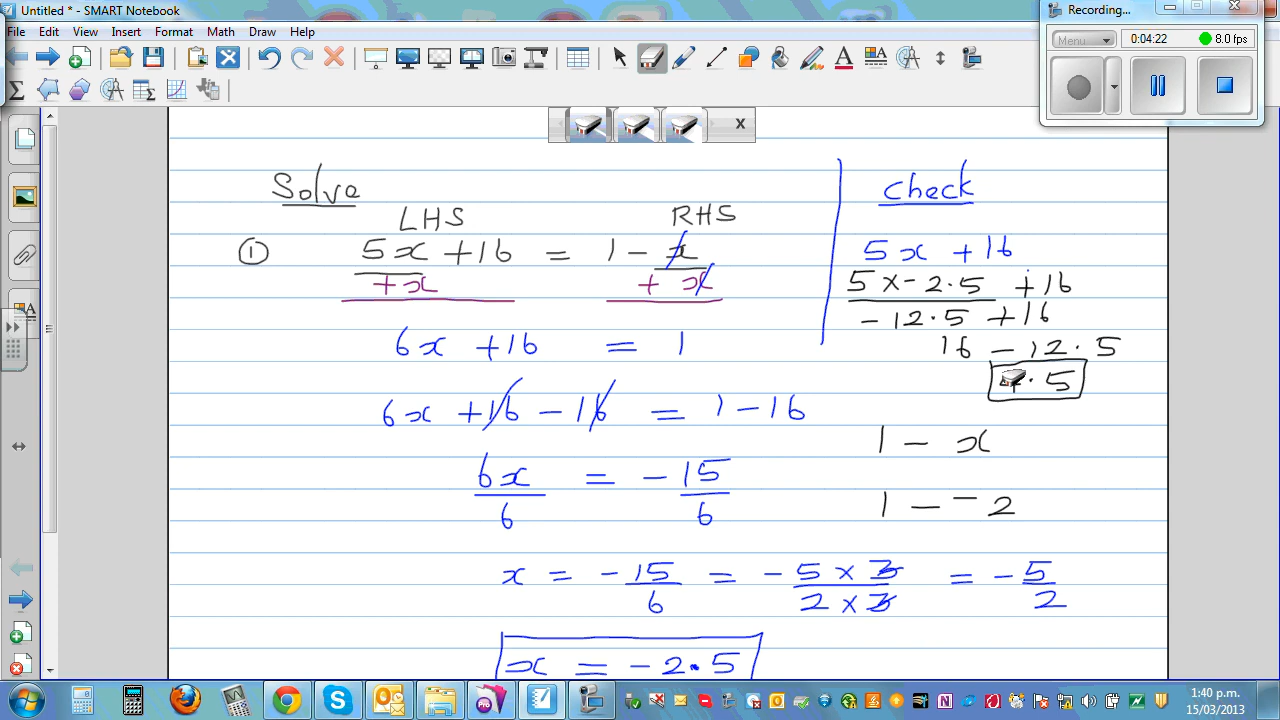 Untitled * - SMART Notebook
File Edit View Insert Format Math Draw Help
Recording...
Menu 0:04:22 8.0 fps
X
Solve
LHS RHS
① 5x + 16 = 1 - x
+ x + x
6x + 16 = 1
6x + 16 - 16 = 1 - 16
6x = - 15
6 6
x = - 15 = - 5 × 3 = - 5
6 2 × 3 2
x = - 2.5
Check
5x + 16
5 x - 2.5 + 16
- 12.5 + 16
16 - 12.5
.5
1 - x
1 - - 2
1:40 p.m.
15/03/2013